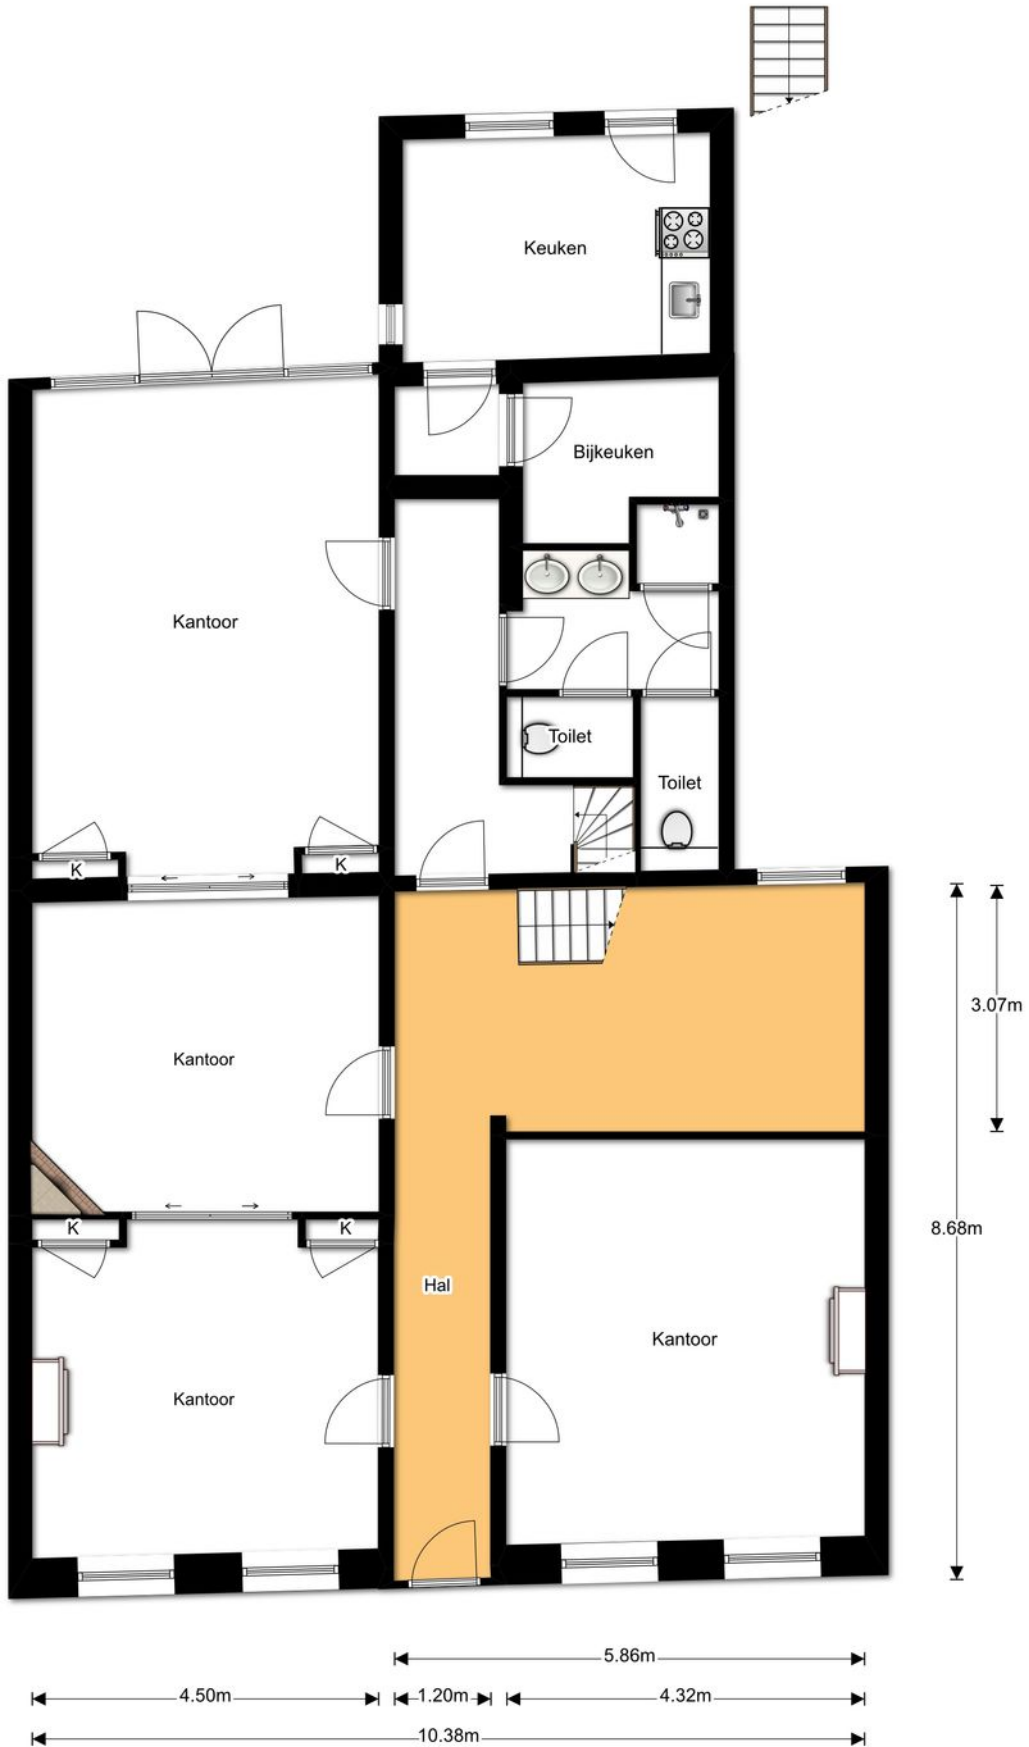 Keuken
Bijkeuken
Kantoor
Toilet
Toilet
K
K
3.07m
Kantoor
8.68m
K
K
Hal
Kantoor
Kantoor
5.86m
4.50m
1.20m
4.32m
10.38m